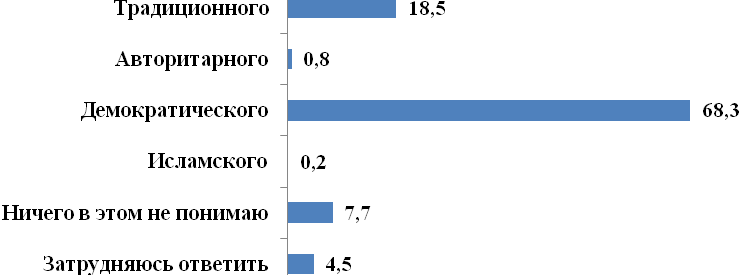 Традиционного 18,5
Авторитарного 0,8
Демократического 68,3
Исламского 0,2
Ничего в этом не понимаю 7,7
Затрудняюсь ответить 4,5